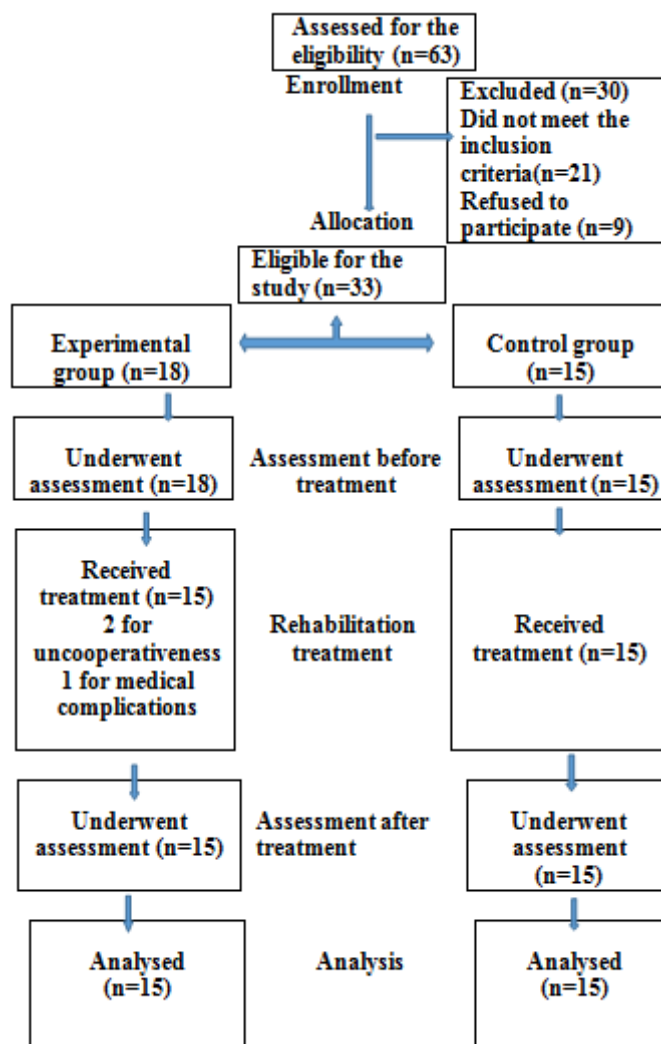 Assessed for the
eligibility (n=63)
Enrollment
Excluded (n=30)
Did not meet the
inclusion
criteria(n=21)
Refused to
participate (n=9)
Allocation
Eligible for the
study (n=33)
Experimental
group (n=18)
Control group
(n=15)
Underwent
assessment (n=18)
Assessment before
treatment
Underwent
assessment (n=15)
Received
treatment (n=15)
2 for
uncooperativeness
1 for medical
complications
Rehabilitation
treatment
Received
treatment (n=15)
Underwent
assessment (n=15)
Assessment after
treatment
Underwent
assessment
(n=15)
Analysed
(n=15)
Analysis
Analysed
(n=15)